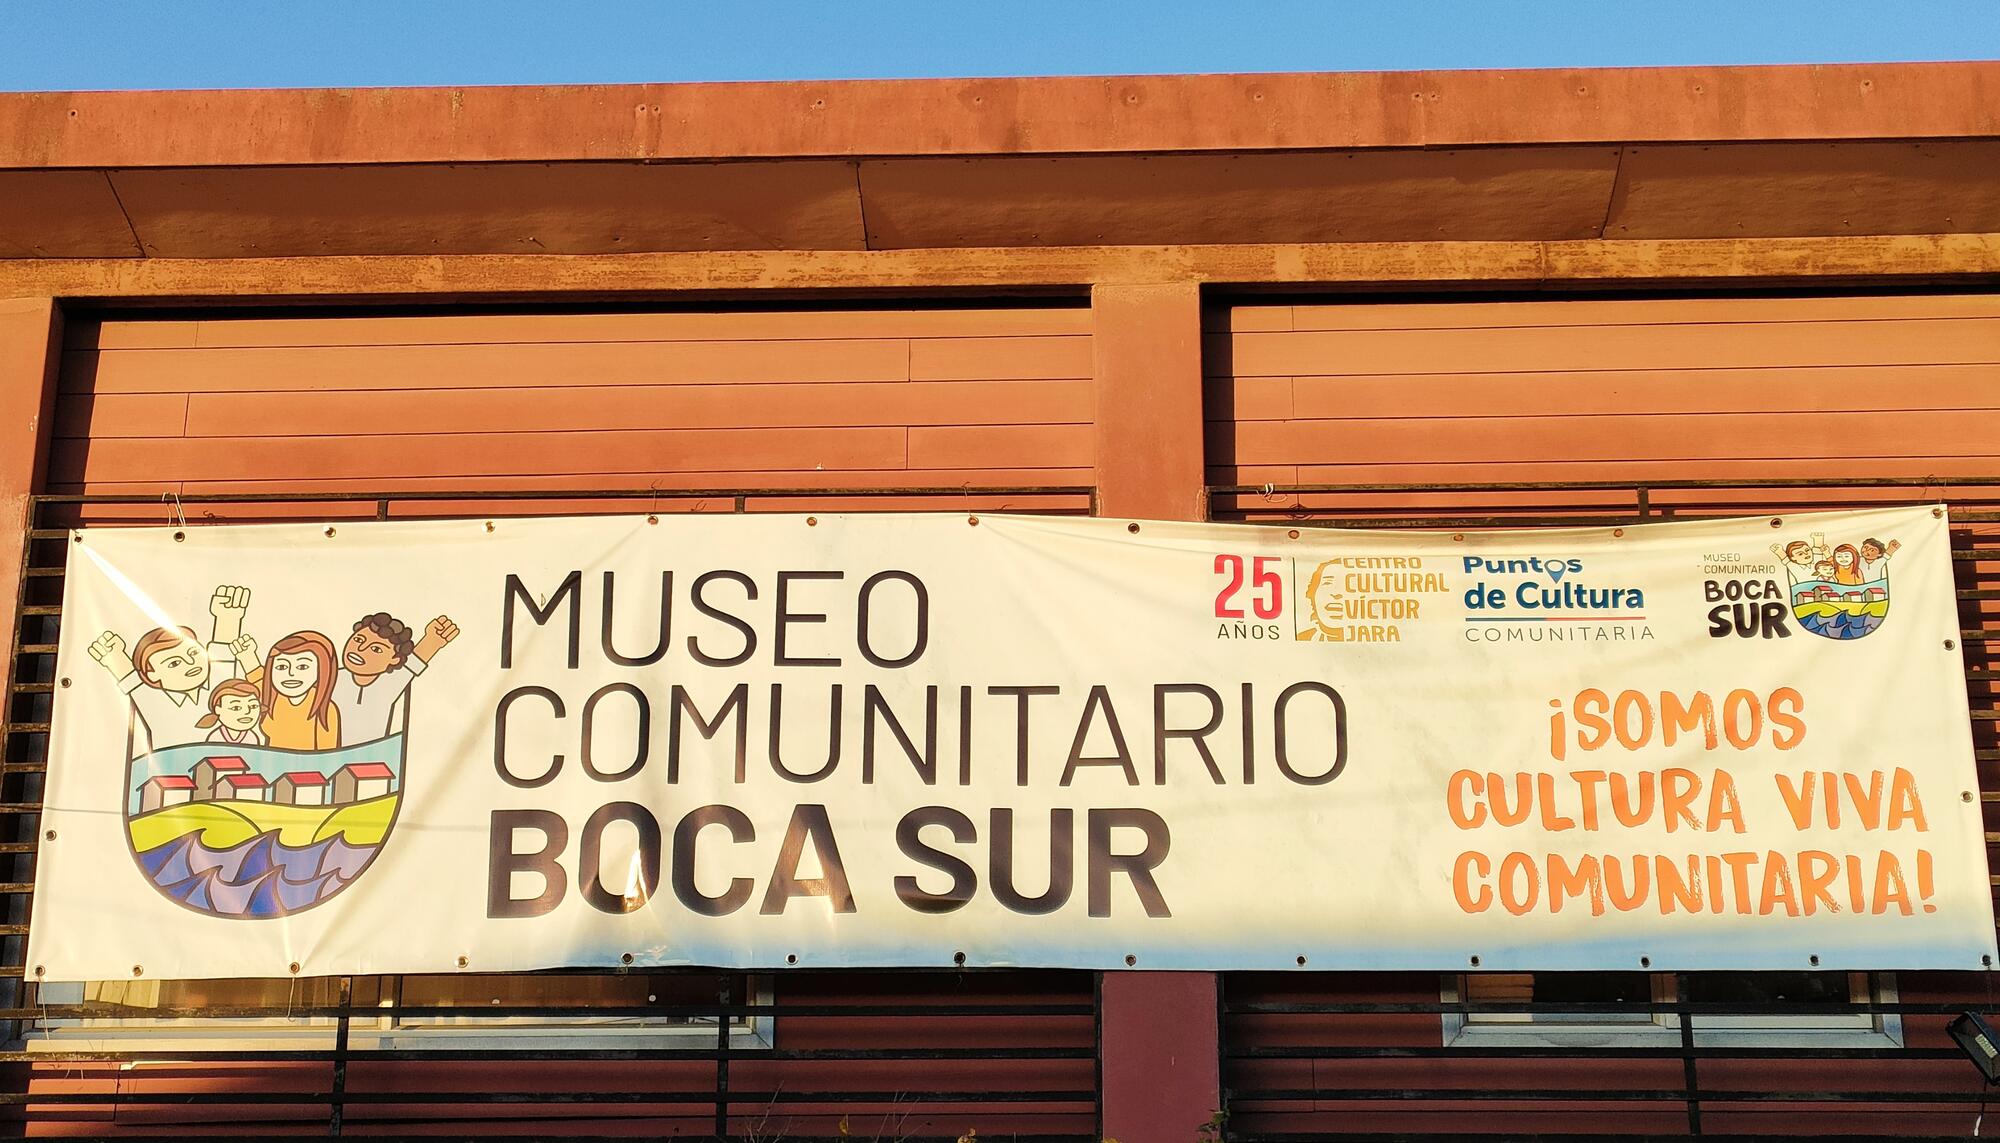 MUSEO
COMUNITARIO
BOCA SUR
25
AÑOS
CENTRO
CULTURAL
VÍCTOR
JARA
Puntos
de Cultura
COMUNITARIA
MUSEO
COMUNITARIO
BOCA
SUR
¡SOMOS
CULTURA VIVA
COMUNITARIA!